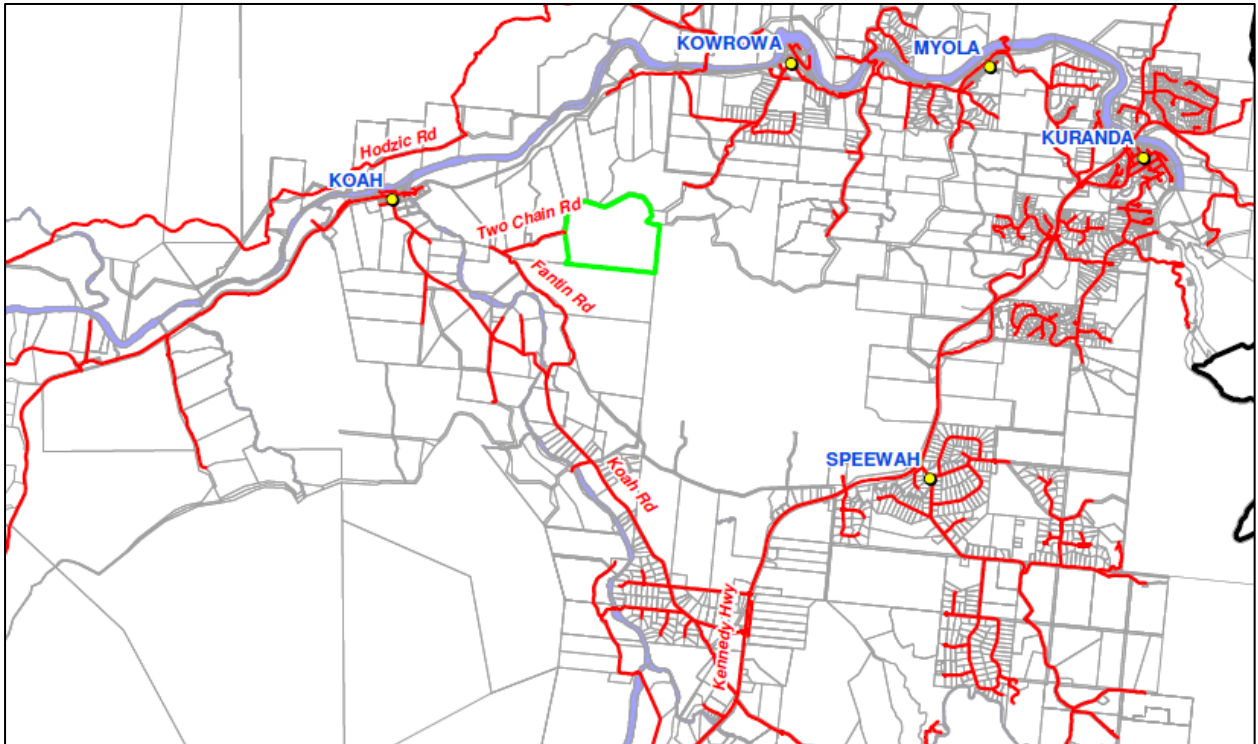 KOWROWA
MYOLA
KURANDA
Hodzic Rd
KOAH
Two Chain Rd
Fantin Rd
SPEEWAH
Koah Rd
Kennedy Hwy